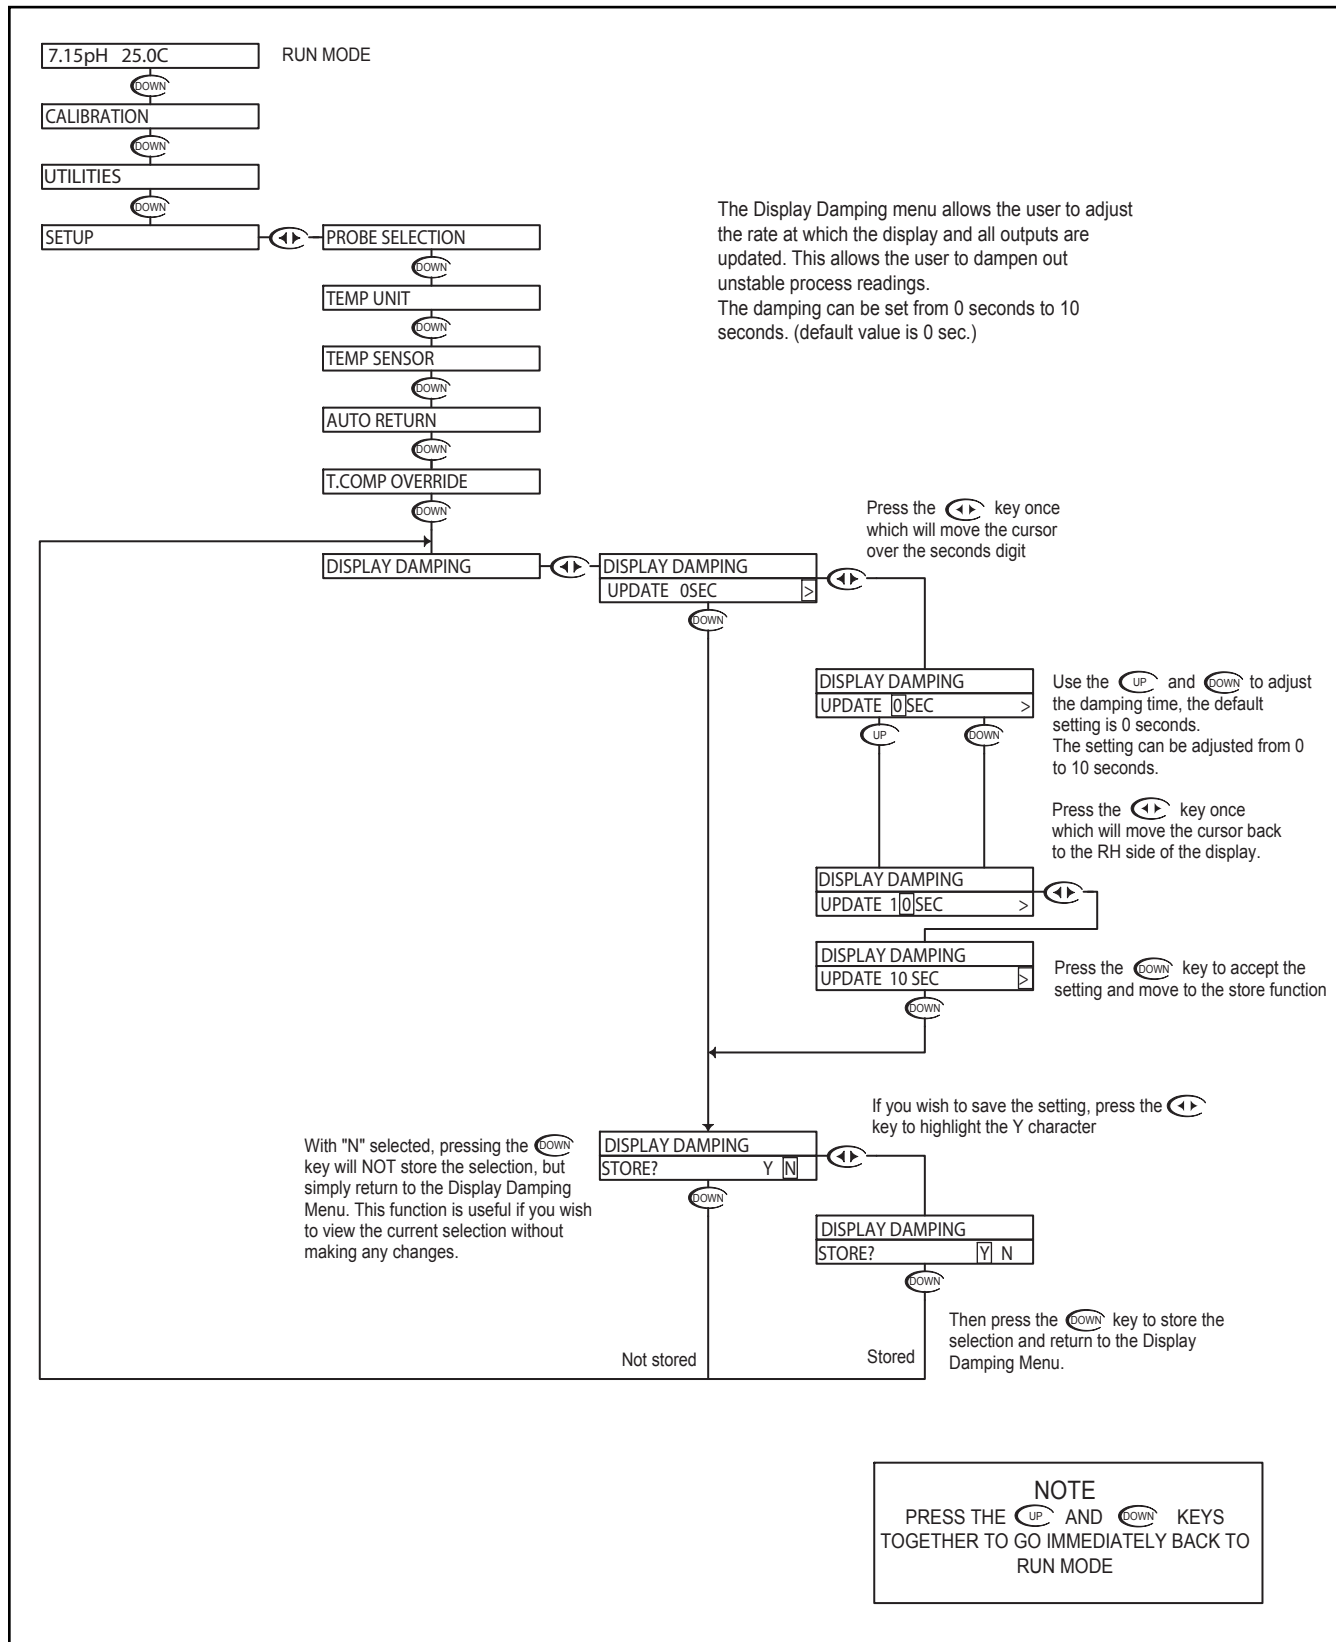 7.15pH 25.0C
RUN MODE
DOWN
CALIBRATION
DOWN
UTILITIES
DOWN
SETUP
PROBE SELECTION
DOWN
TEMP UNIT
DOWN
TEMP SENSOR
DOWN
AUTO RETURN
DOWN
T.COMP OVERRIDE
DOWN
The Display Damping menu allows the user to adjust
the rate at which the display and all outputs are
updated. This allows the user to dampen out
unstable process readings.
The damping can be set from 0 seconds to 10
seconds. (default value is 0 sec.)
DISPLAY DAMPING
DISPLAY DAMPING
UPDATE 0SEC >
DOWN
Press the key once
which will move the cursor
over the seconds digit
DISPLAY DAMPING
UPDATE 0 SEC >
UP DOWN
Use the UP and DOWN to adjust
the damping time, the default
setting is 0 seconds.
The setting can be adjusted from 0
to 10 seconds.
Press the key once
which will move the cursor back
to the RH side of the display.
DISPLAY DAMPING
UPDATE 10 SEC >
DISPLAY DAMPING
UPDATE 10 SEC >
DOWN
Press the DOWN key to accept the
setting and move to the store function
If you wish to save the setting, press the
key to highlight the Y character
With "N" selected, pressing the DOWN
key will NOT store the selection, but
simply return to the Display Damping
Menu. This function is useful if you wish
to view the current selection without
making any changes.
DISPLAY DAMPING
STORE? Y N
DOWN
DISPLAY DAMPING
STORE? Y N
DOWN
Then press the DOWN key to store the
selection and return to the Display
Damping Menu.
Not stored
Stored
NOTE
PRESS THE UP AND DOWN KEYS
TOGETHER TO GO IMMEDIATELY BACK TO
RUN MODE